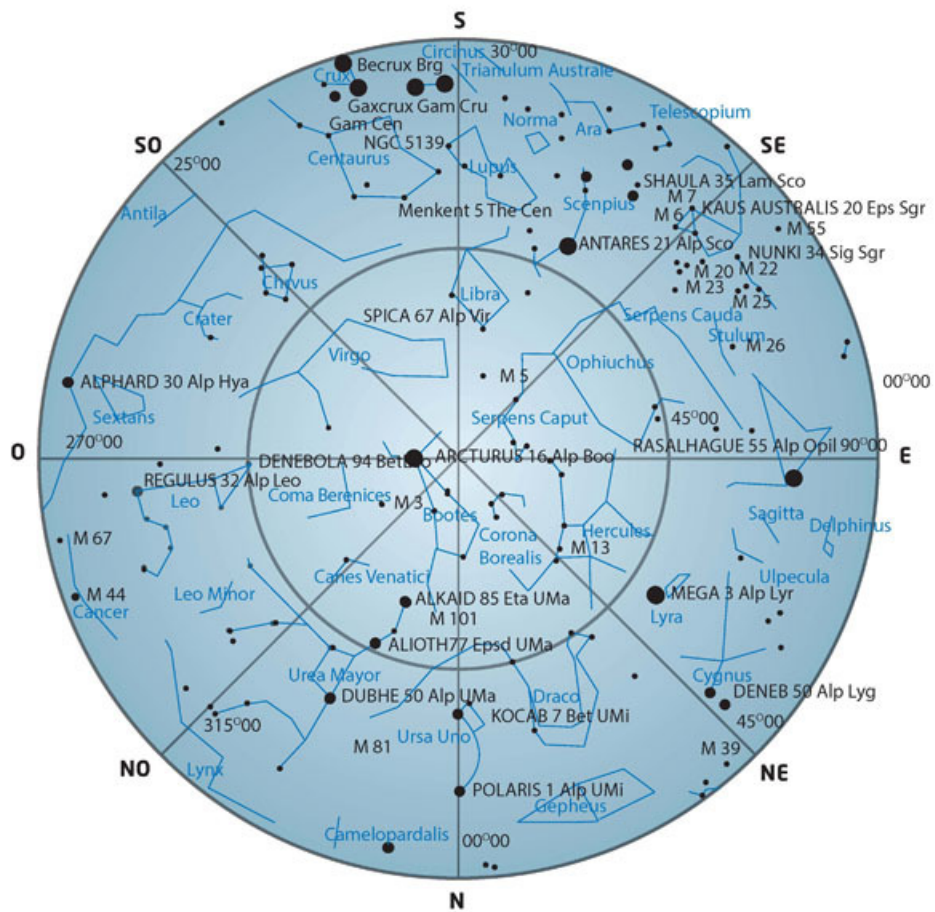 S
Circinus 30°00
Becrux Brg
Trianulum Australe
Crux
Gaxcrux Gam Cru
Telescopium
Norma
Gam Cen
Ara
SO
NGC 5139
SE
Centaurus
25°00
Lupus
SHAULA 35 Lam Sco
M 7
Antila
Scenpius
KAUS AUSTRALIS 20 Eps Sgr
Menkent 5 The Cen
M 6
M 55
ANTARES 21 Alp Sco
NUNKI 34 Sig Sgr
M 20
M 22
Chrvus
M 23
Libra
M 25
SPICA 67 Alp Vir
Serpens Cauda
Crater
Stulum
M 26
Virgo
Ophiuchus
M 5
ALPHARD 30 Alp Hya
00°00
Sextans
Serpens Caput
45°00
270°00
RASALHAGUE 55 Alp Opil 90°00
O
DENEBOLA 94 Bet
ARCTURUS 16 Alp Boo
E
REGULUS 32 Alp Leo
Leo
Coma Berenices
M 3
Bootes
Sagitta
Delphinus
Corona
Borealis
Hercules
M 67
M 13
Canes Venatici
Ulpecula
M 44
Leo Minor
ALKAID 85 Eta UMa
MEGA 3 Alp Lyr
Cancer
M 101
Lyra
ALIOTH77 Epsd UMa
Urea Mayor
Cygnus
DUBHE 50 Alp UMa
Draco
DENEB 50 Alp Lyg
KOCAB 7 Bet UMi
315°00
45°00
Ursa Uno
M 81
M 39
NO
Lynx
NE
POLARIS 1 Alp UMi
Gepheus
Camelopardalis
00°00
N